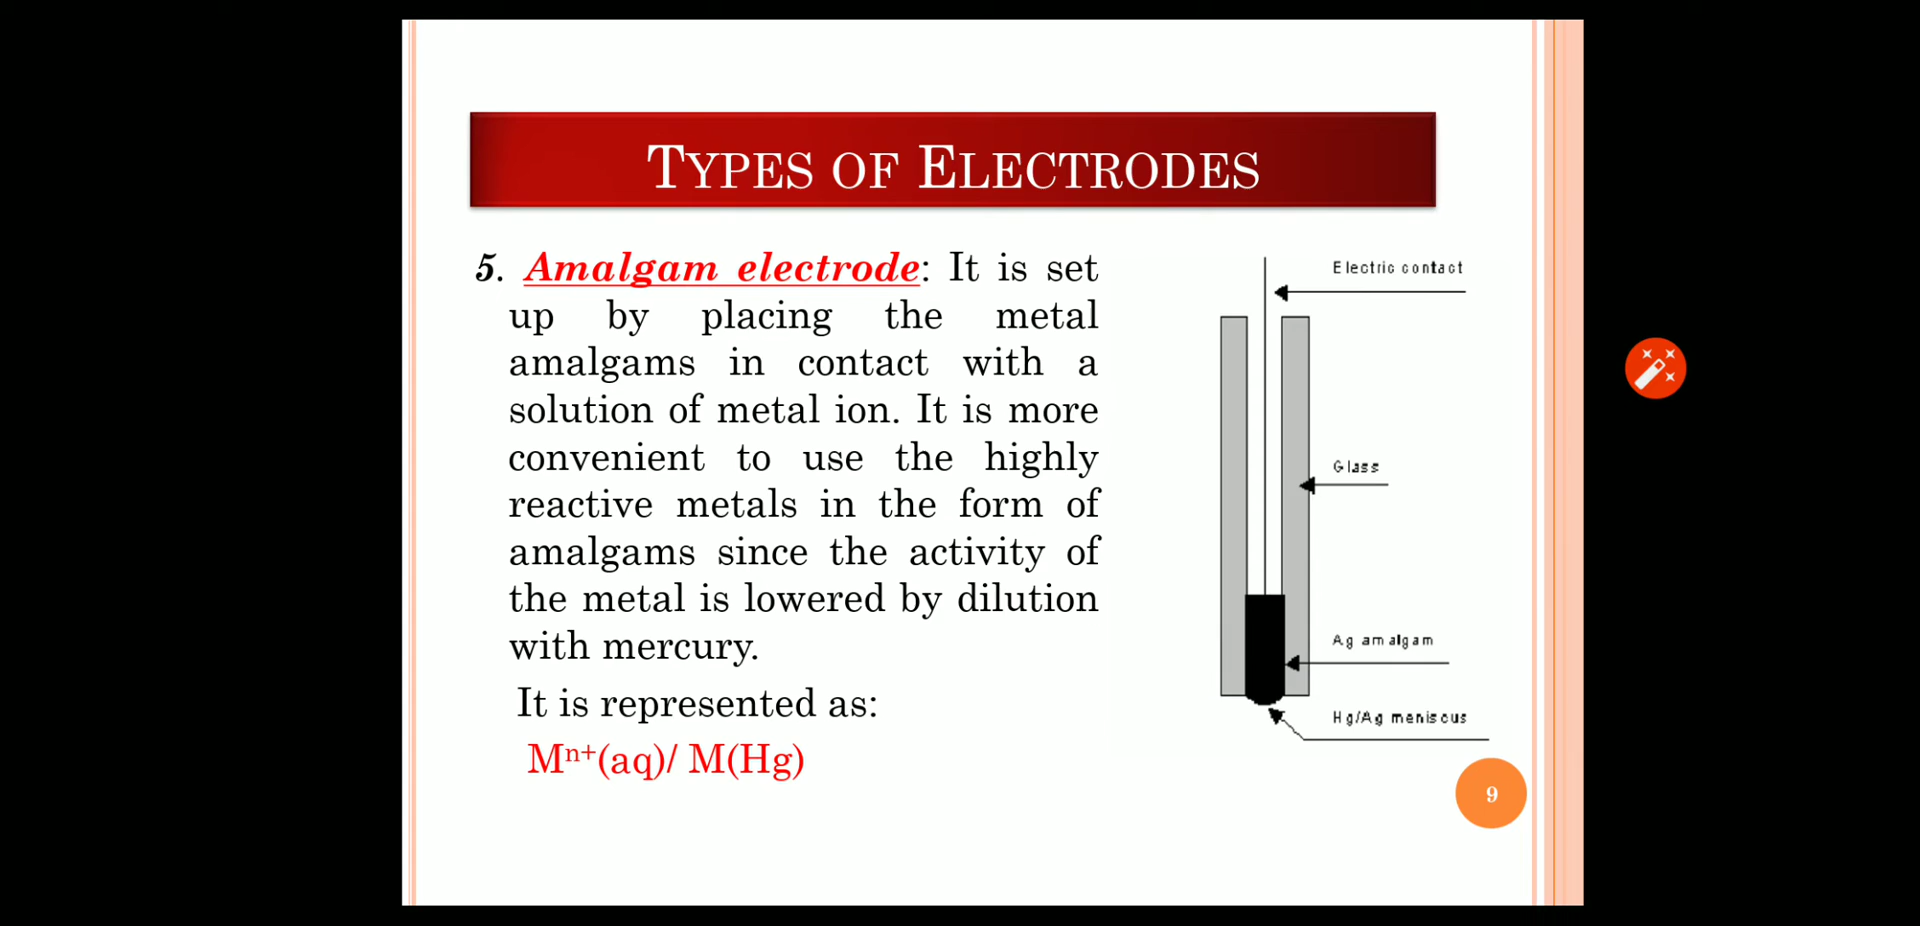 TYPES OF ELECTRODES
5. Amalgam electrode: It is set
up by placing the metal
amalgams in contact with a
solution of metal ion. It is more
convenient to use the highly
reactive metals in the form of
amalgams since the activity of
the metal is lowered by dilution
with mercury.
It is represented as:
Mⁿ⁺(aq)/ M(Hg)
Electric contact
Glass
Ag amalgam
Hg/Ag meniscus
9